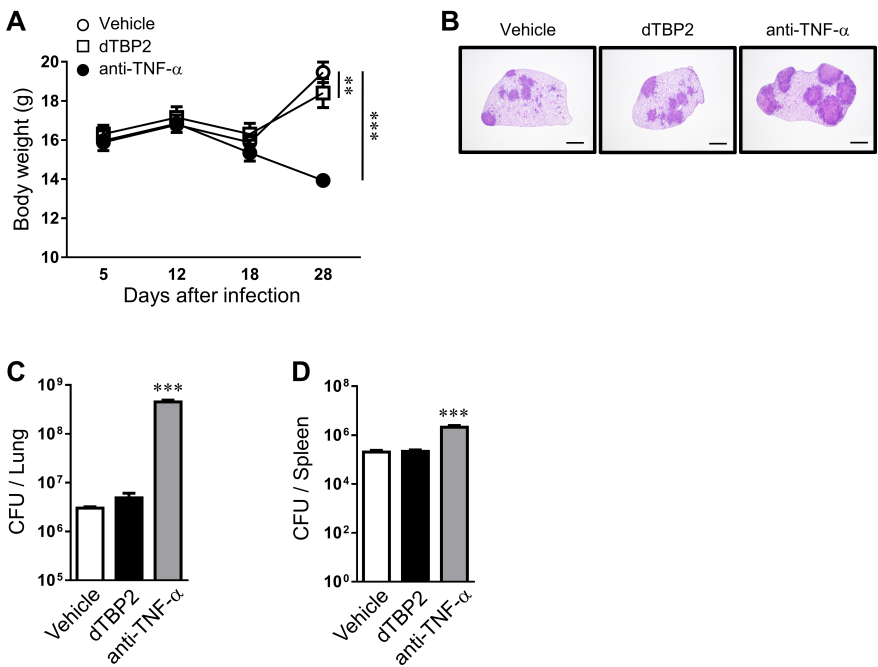 A
Vehicle
dTBP2
anti-TNF-α
Body weight (g)
20
18
16
14
12
10
5 12 18 28
Days after infection
**
***
B
Vehicle dTBP2 anti-TNF-α
C
CFU / Lung
10⁹
10⁸
10⁷
10⁶
10⁵
***
Vehicle
dTBP2
anti-TNF-α
D
CFU / Spleen
10⁸
10⁶
10⁴
10²
10⁰
***
Vehicle
dTBP2
anti-TNF-α